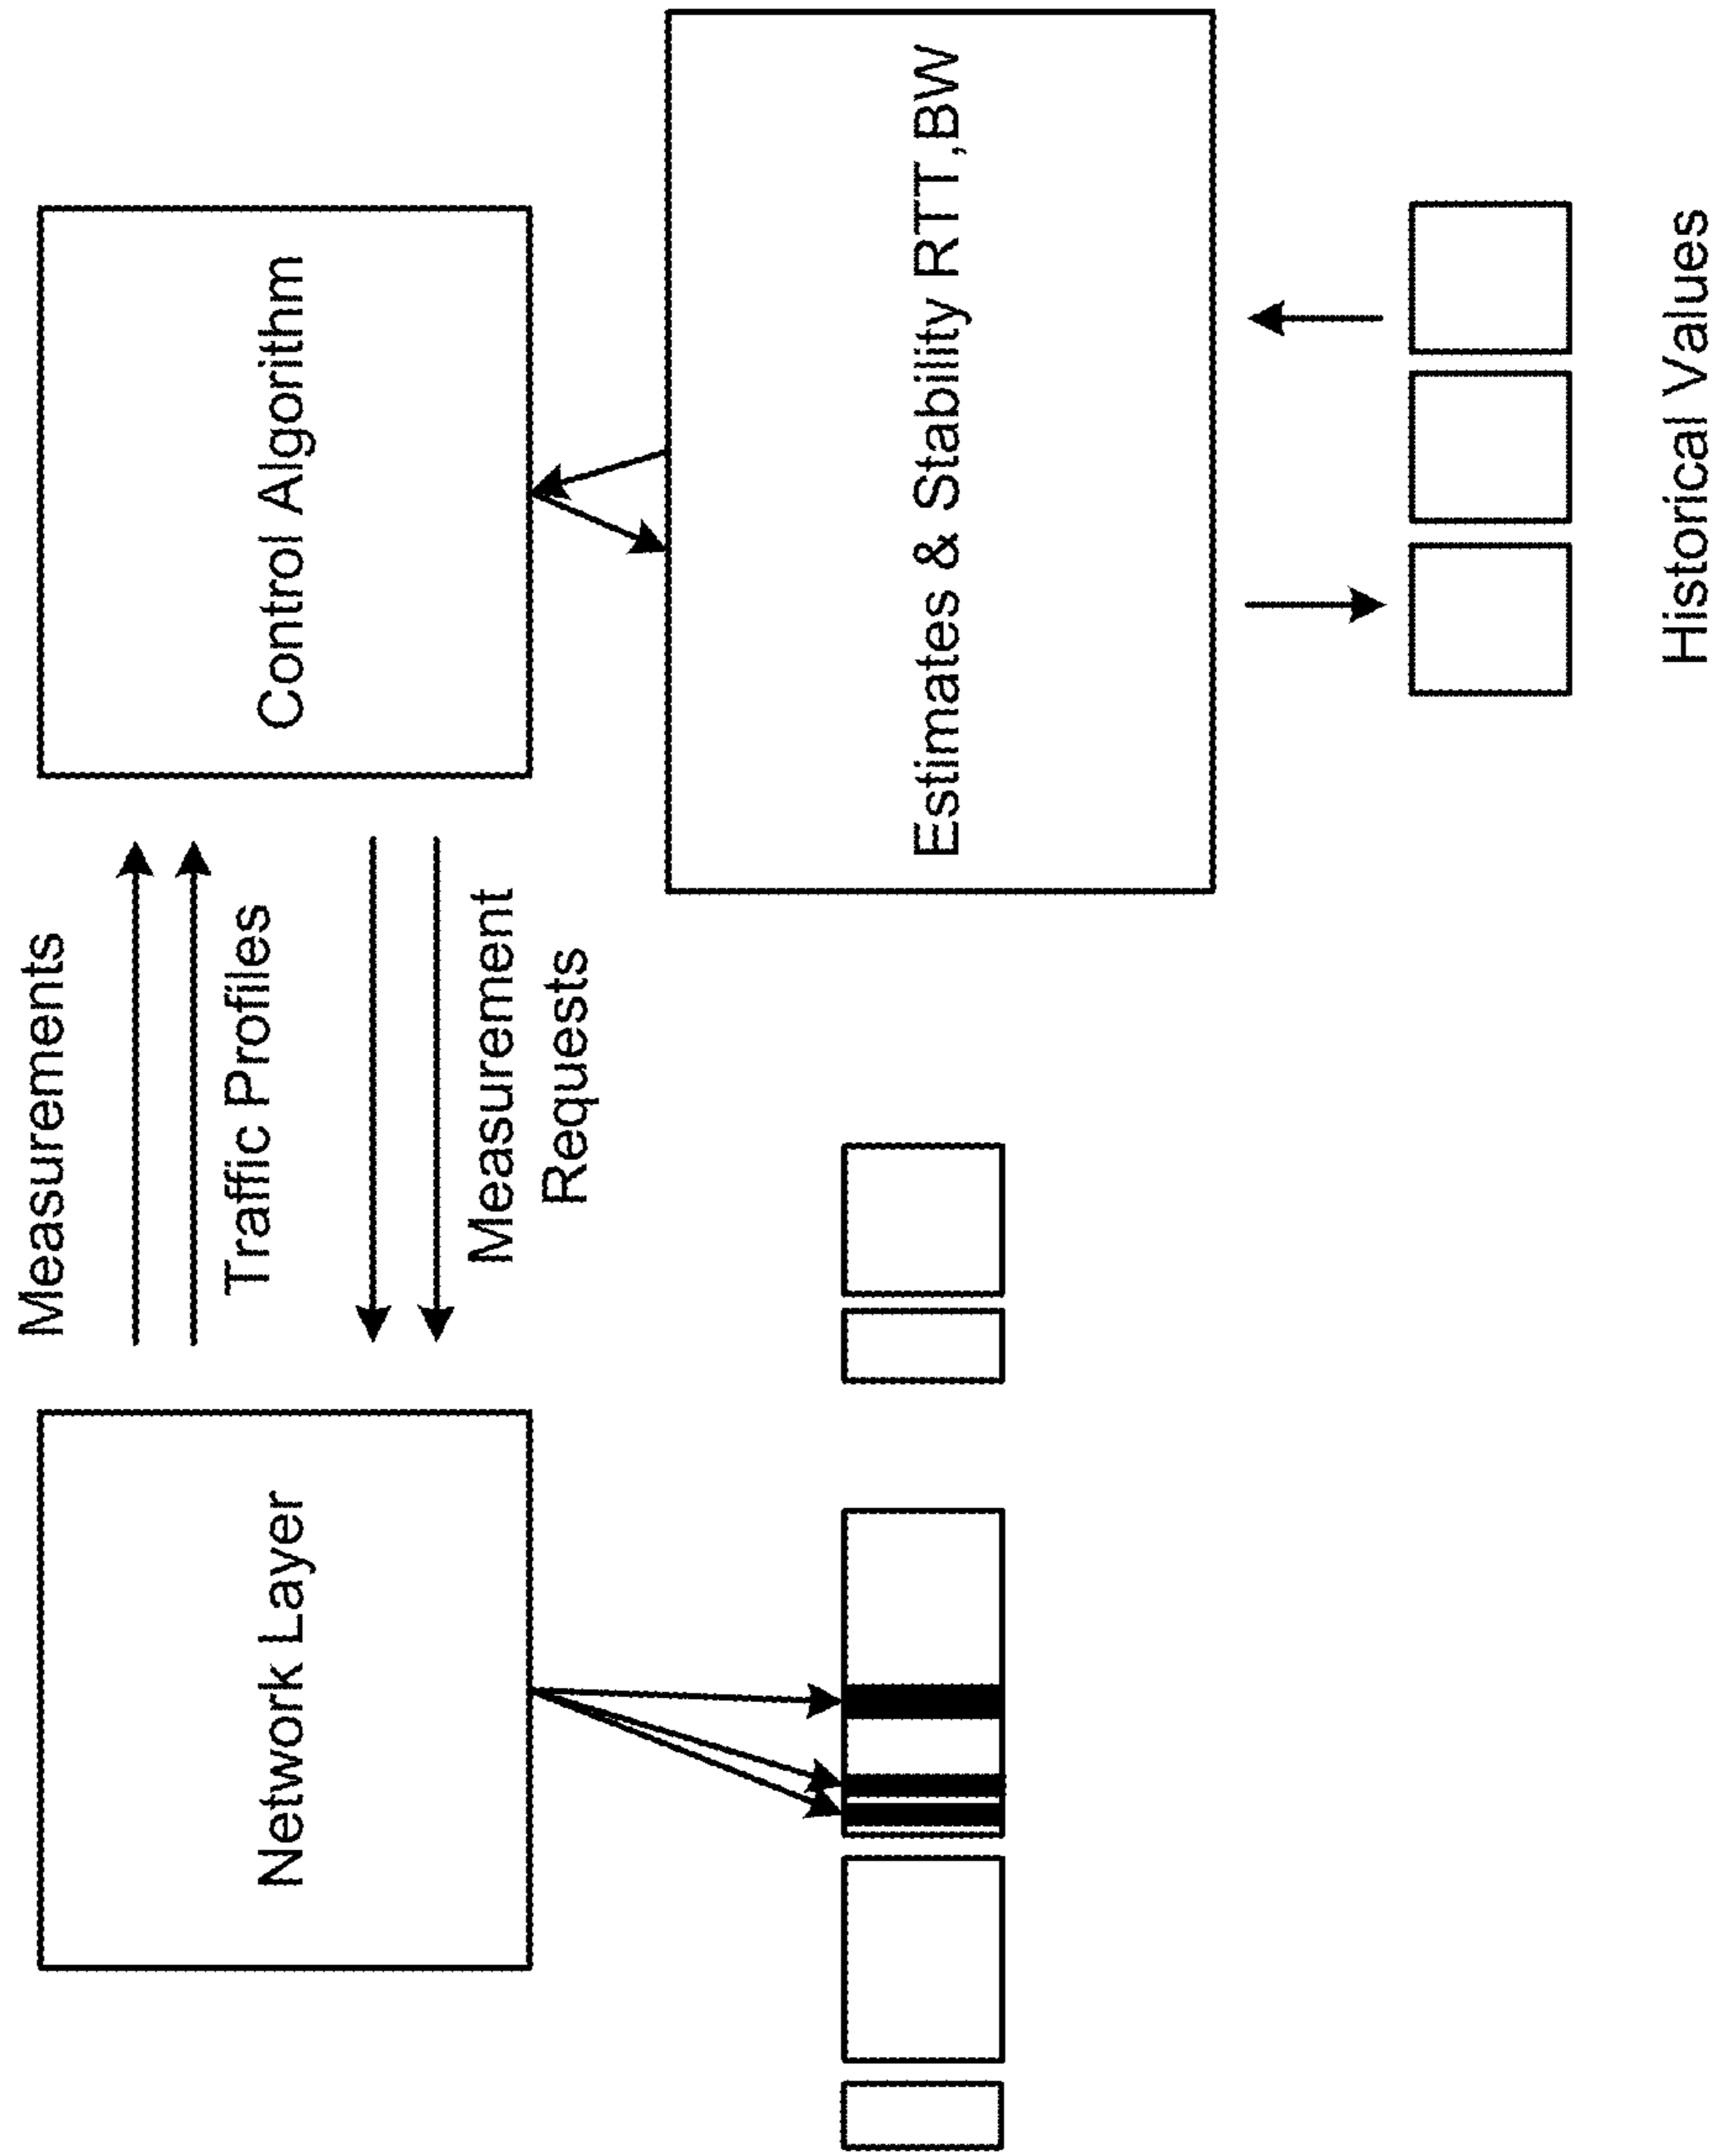 Measurements
Traffic Profiles
Network Layer
Control Algorithm
Measurement
Requests
Estimates & Stability RTT,BW
Historical Values